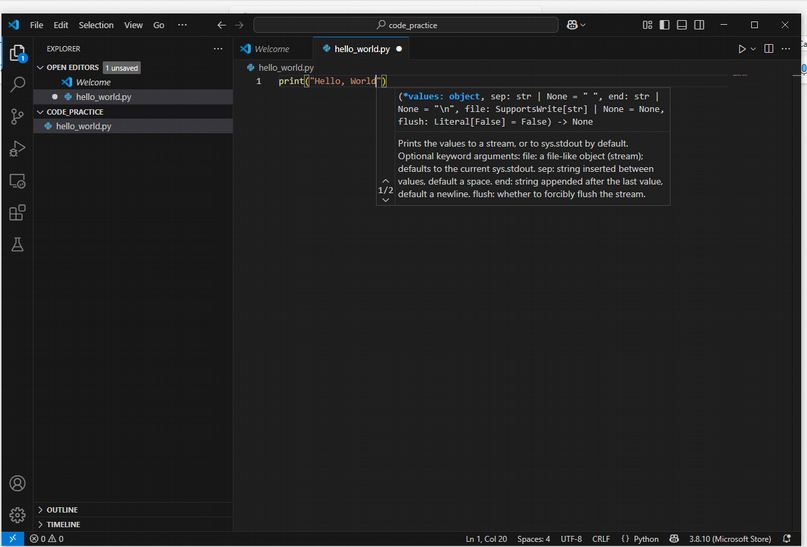 File Edit Selection View Go ··· code_practice
EXPLORER ···
OPEN EDITORS 1 unsaved
Welcome
hello_world.py
CODE_PRACTICE
hello_world.py
OUTLINE
TIMELINE
1
Welcome hello_world.py
hello_world.py
1 print("Hello, World")
(*values: object, sep: str | None = " ", end: str |
None = "\n", file: SupportsWrite[str] | None = None,
flush: Literal[False] = False) -> None
Prints the values to a stream, or to sys.stdout by default.
Optional keyword arguments: file: a file-like object (stream);
defaults to the current sys.stdout. sep: string inserted between
values, default a space. end: string appended after the last value,
default a newline. flush: whether to forcibly flush the stream.
1/2
0 0 Ln 1, Col 20 Spaces: 4 UTF-8 CRLF {} Python 3.8.10 (Microsoft Store)